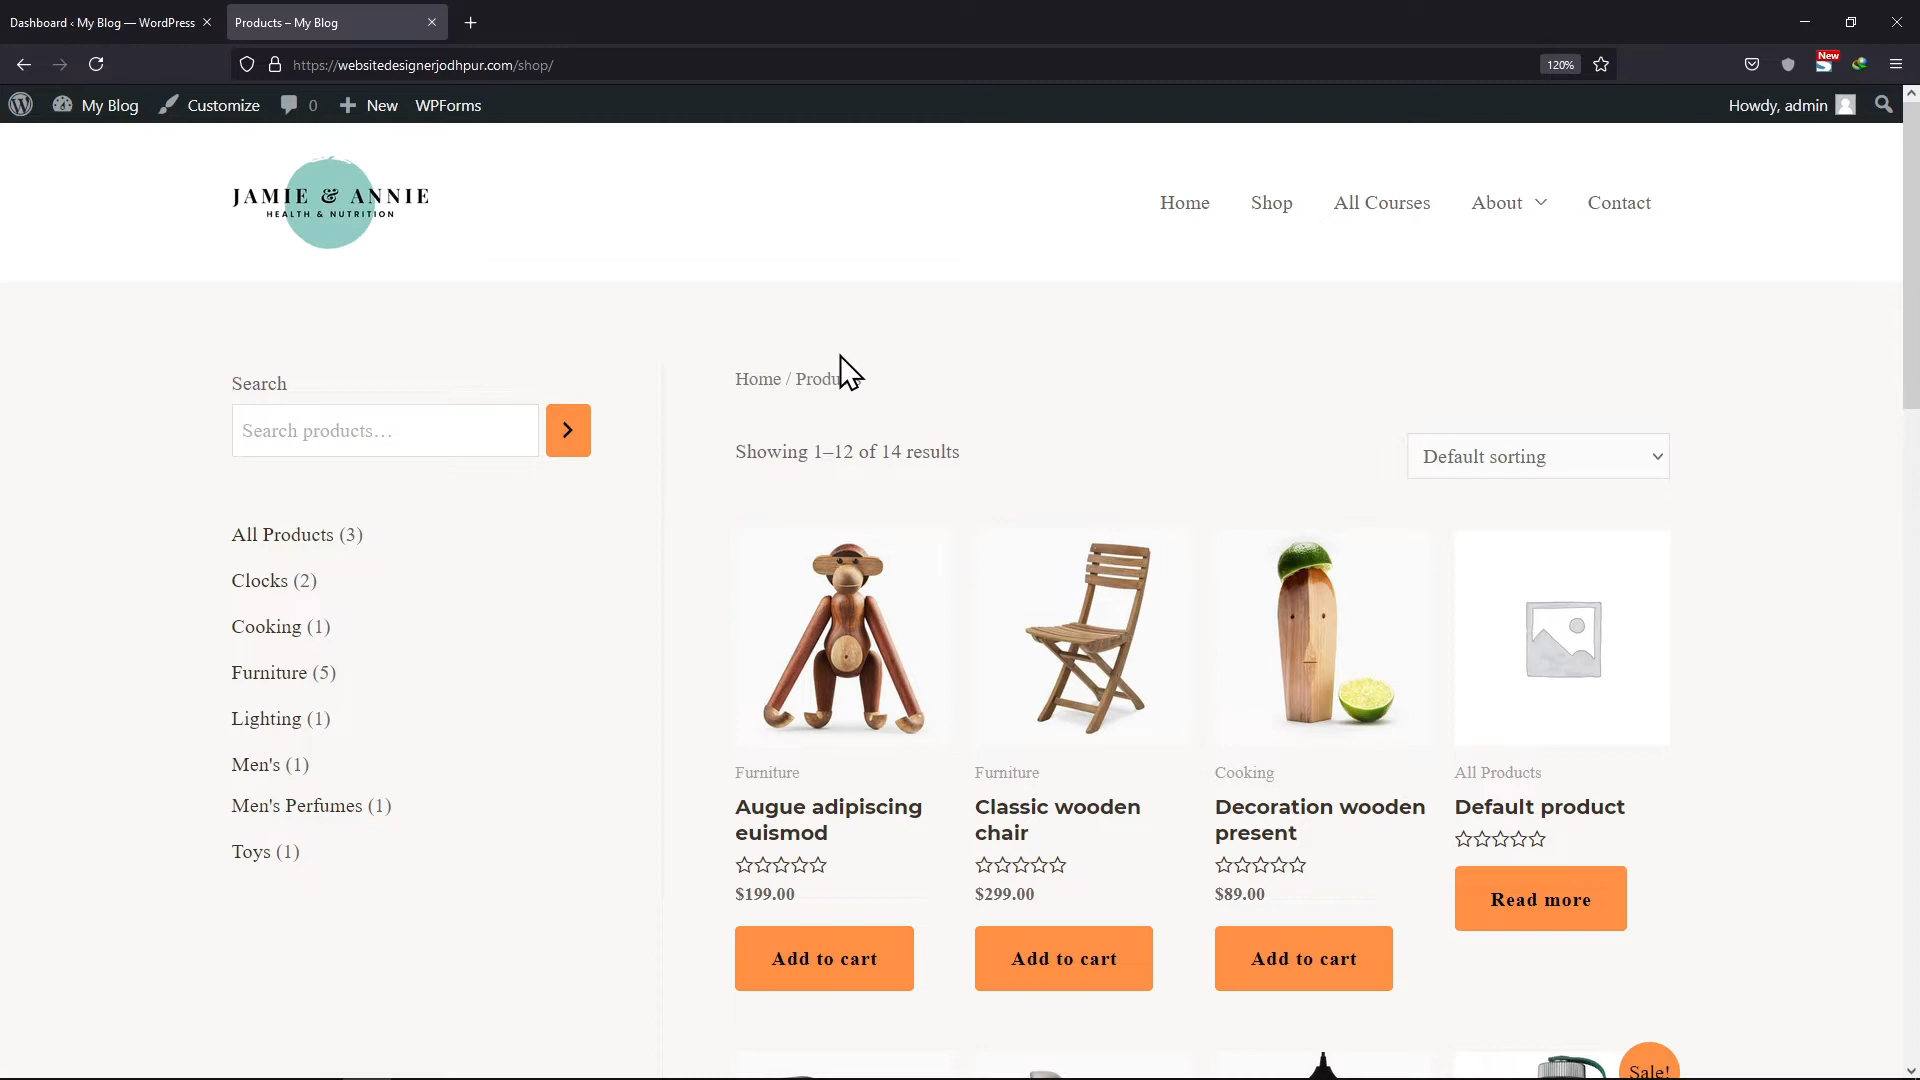 Dashboard ‹ My Blog — WordPress
Products – My Blog
https://websitedesignerjodhpur.com/shop/
120%
New
My Blog
Customize
0
New
WPForms
Howdy, admin
JAMIE & ANNIE
HEALTH & NUTRITION
Home
Shop
All Courses
About
Contact
Search
Search products…
All Products (3)
Clocks (2)
Cooking (1)
Furniture (5)
Lighting (1)
Men's (1)
Men's Perfumes (1)
Toys (1)
Home /
Showing 1–12 of 14 results
Default sorting
Furniture
Augue adipiscing
euismod
$199.00
Add to cart
Furniture
Classic wooden
chair
$299.00
Add to cart
Cooking
Decoration wooden
present
$89.00
Add to cart
All Products
Default product
Read more
Sale!